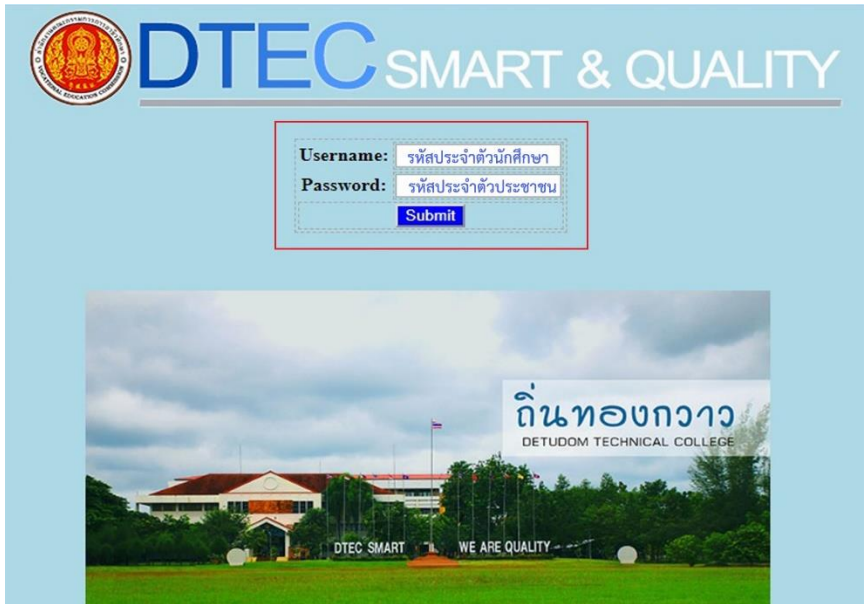 DTEC SMART & QUALITY
Username: รหัสประจำตัวนักศึกษา
Password: รหัสประจำตัวประชาชน
Submit
ถิ่นทองกวาว
DETUDOM TECHNICAL COLLEGE
DTEC SMART WE ARE QUALITY